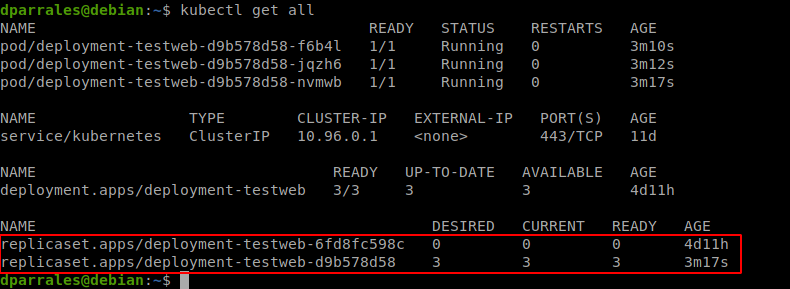 dparrales@debian:~$ kubectl get all
NAME                                      READY   STATUS    RESTARTS   AGE
pod/deployment-testweb-d9b578d58-f6b4l   1/1     Running   0          3m10s
pod/deployment-testweb-d9b578d58-jqzh6   1/1     Running   0          3m12s
pod/deployment-testweb-d9b578d58-nvmwb   1/1     Running   0          3m17s
NAME                 TYPE        CLUSTER-IP   EXTERNAL-IP   PORT(S)   AGE
service/kubernetes   ClusterIP   10.96.0.1    <none>        443/TCP   11d
NAME                                 READY   UP-TO-DATE   AVAILABLE   AGE
deployment.apps/deployment-testweb   3/3     3            3           4d11h
NAME                                            DESIRED   CURRENT   READY   AGE
replicaset.apps/deployment-testweb-6fd8fc598c   0         0         0       4d11h
replicaset.apps/deployment-testweb-d9b578d58    3         3         3       3m17s
dparrales@debian:~$